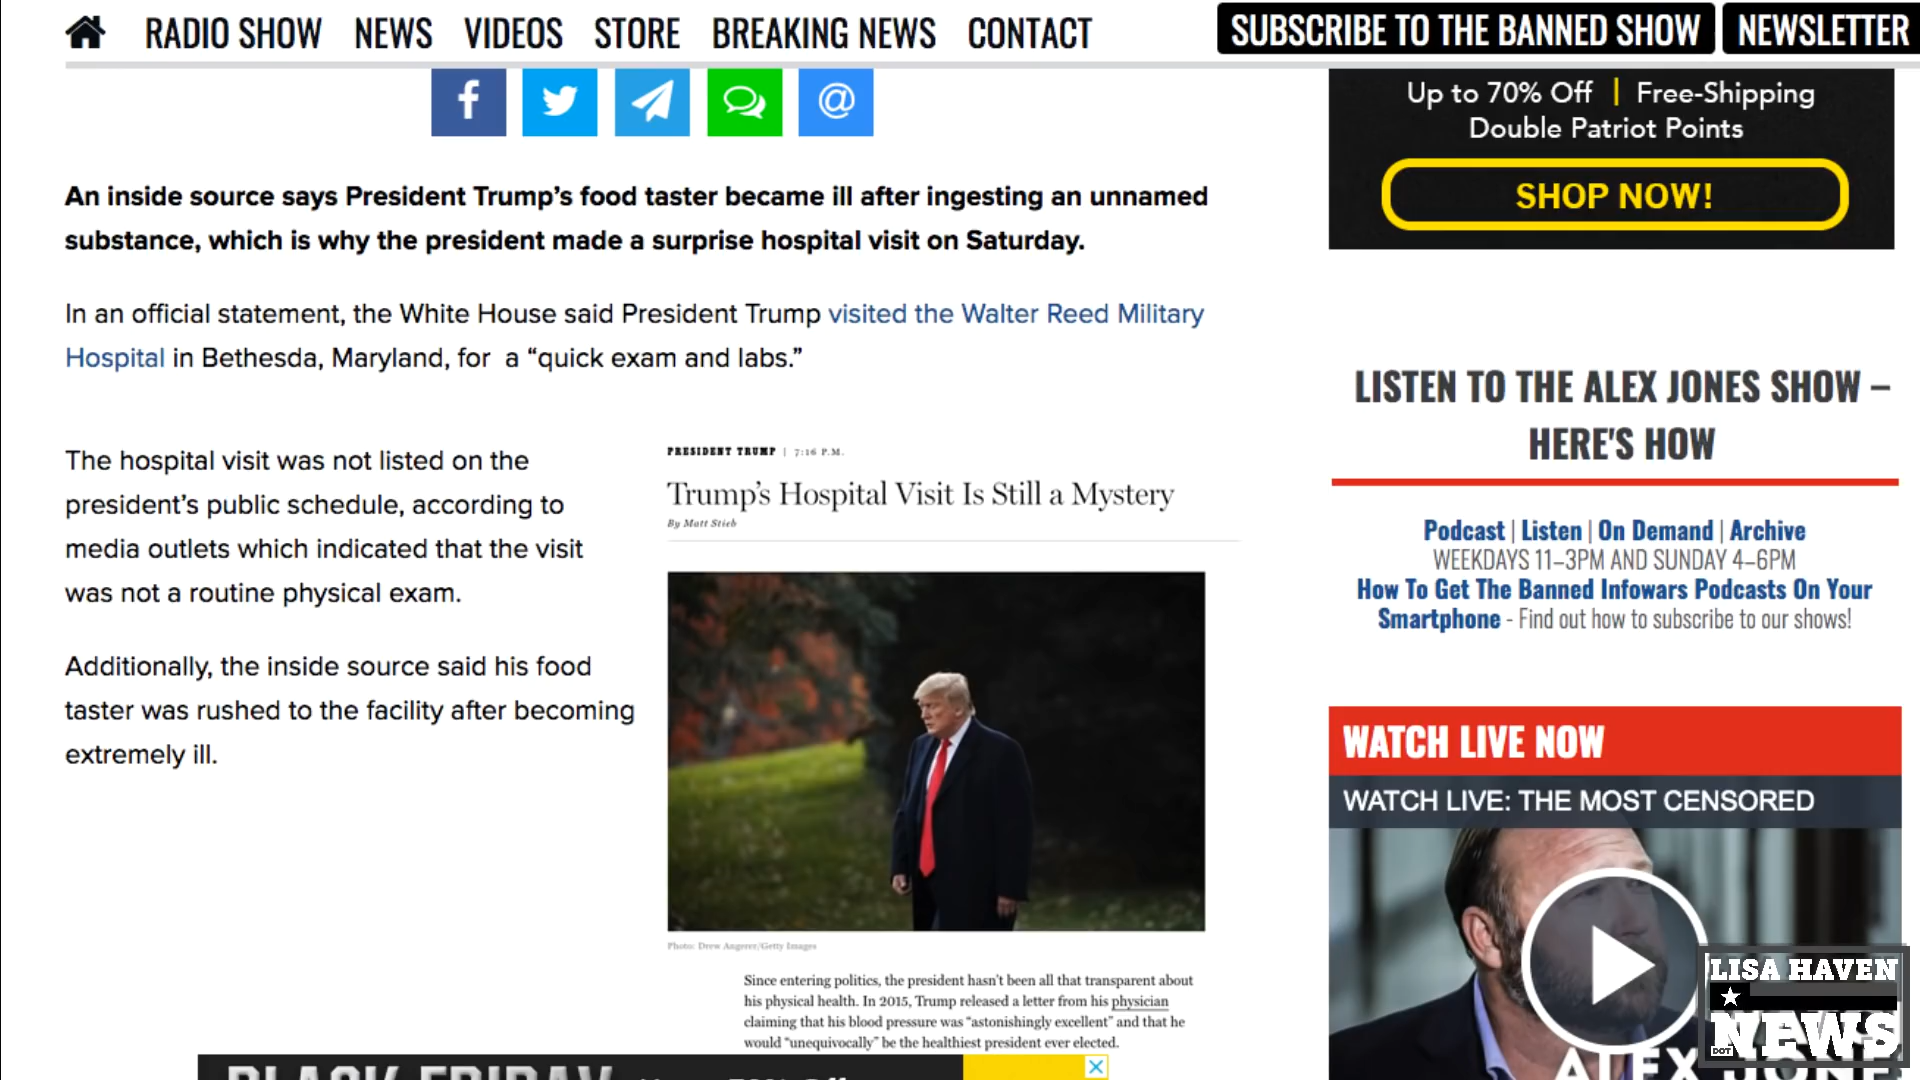 RADIO SHOW NEWS VIDEOS STORE BREAKING NEWS CONTACT SUBSCRIBE TO THE BANNED SHOW NEWSLETTER
An inside source says President Trump’s food taster became ill after ingesting an unnamed
substance, which is why the president made a surprise hospital visit on Saturday.
In an official statement, the White House said President Trump visited the Walter Reed Military
Hospital in Bethesda, Maryland, for a “quick exam and labs.”
The hospital visit was not listed on the
president’s public schedule, according to
media outlets which indicated that the visit
was not a routine physical exam.
Additionally, the inside source said his food
taster was rushed to the facility after becoming
extremely ill.
PRESIDENT TRUMP | 7:16 P.M.
Trump’s Hospital Visit Is Still a Mystery
By Matt Stieb
Photo: Drew Angerer/Getty Images
Since entering politics, the president hasn’t been all that transparent about
his physical health. In 2015, Trump released a letter from his physician
claiming that his blood pressure was “astonishingly excellent” and that he
would “unequivocally” be the healthiest president ever elected.
BLACK FRIDAY
Up to 70% Off | Free-Shipping
Double Patriot Points
SHOP NOW!
LISTEN TO THE ALEX JONES SHOW –
HERE'S HOW
Podcast | Listen | On Demand | Archive
WEEKDAYS 11–3PM AND SUNDAY 4–6PM
How To Get The Banned Infowars Podcasts On Your
Smartphone - Find out how to subscribe to our shows!
WATCH LIVE NOW
WATCH LIVE: THE MOST CENSORED
LISA HAVEN
DOT NEWS
ALEX JONE